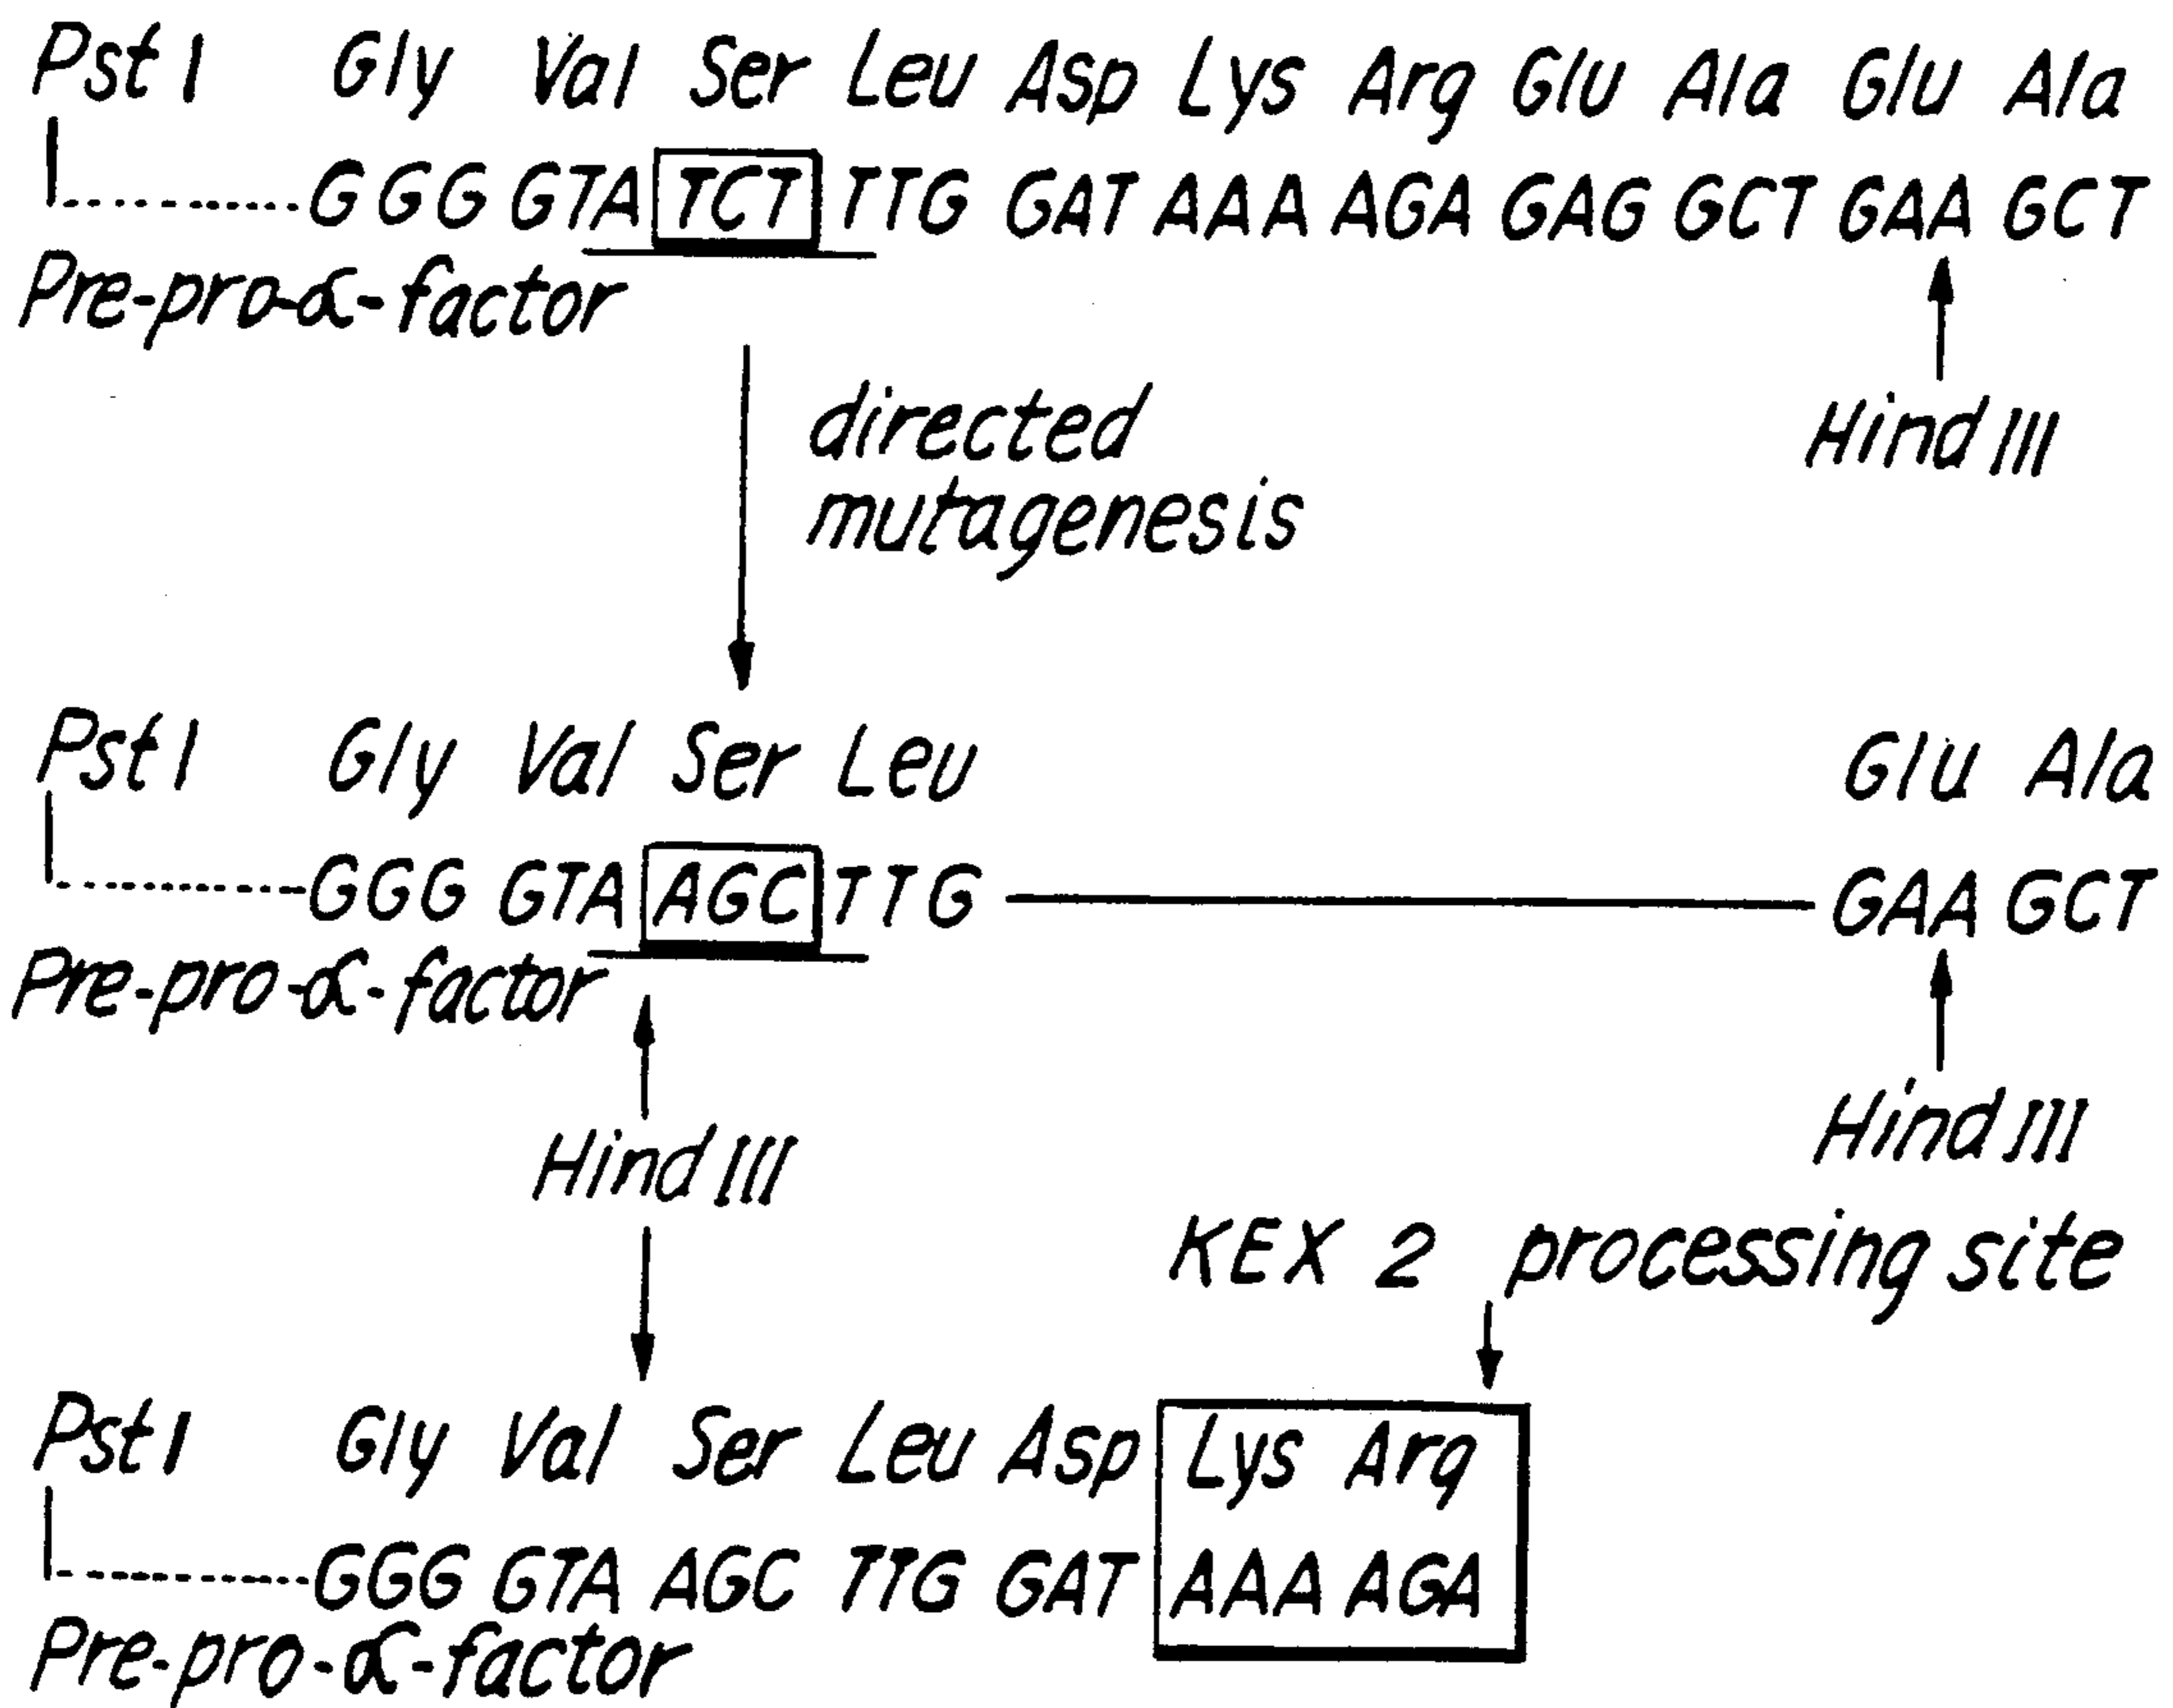 Pst I Gly Val Ser Leu Asp Lys Arg Glu Ala Glu Ala
GGG GTA TCT TTG GAT AAA AGA GAG GCT GAA GCT
Pre-pro-α-factor
directed
mutagenesis
Hind III
Pst I Gly Val Ser Leu Glu Ala
GGG GTA AGC TTG GAA GCT
Pre-pro-α-factor
Hind III
Hind III
KEX 2 processing site
Pst I Gly Val Ser Leu Asp Lys Arg
GGG GTA AGC TTG GAT AAA AGA
Pre-pro-α-factor